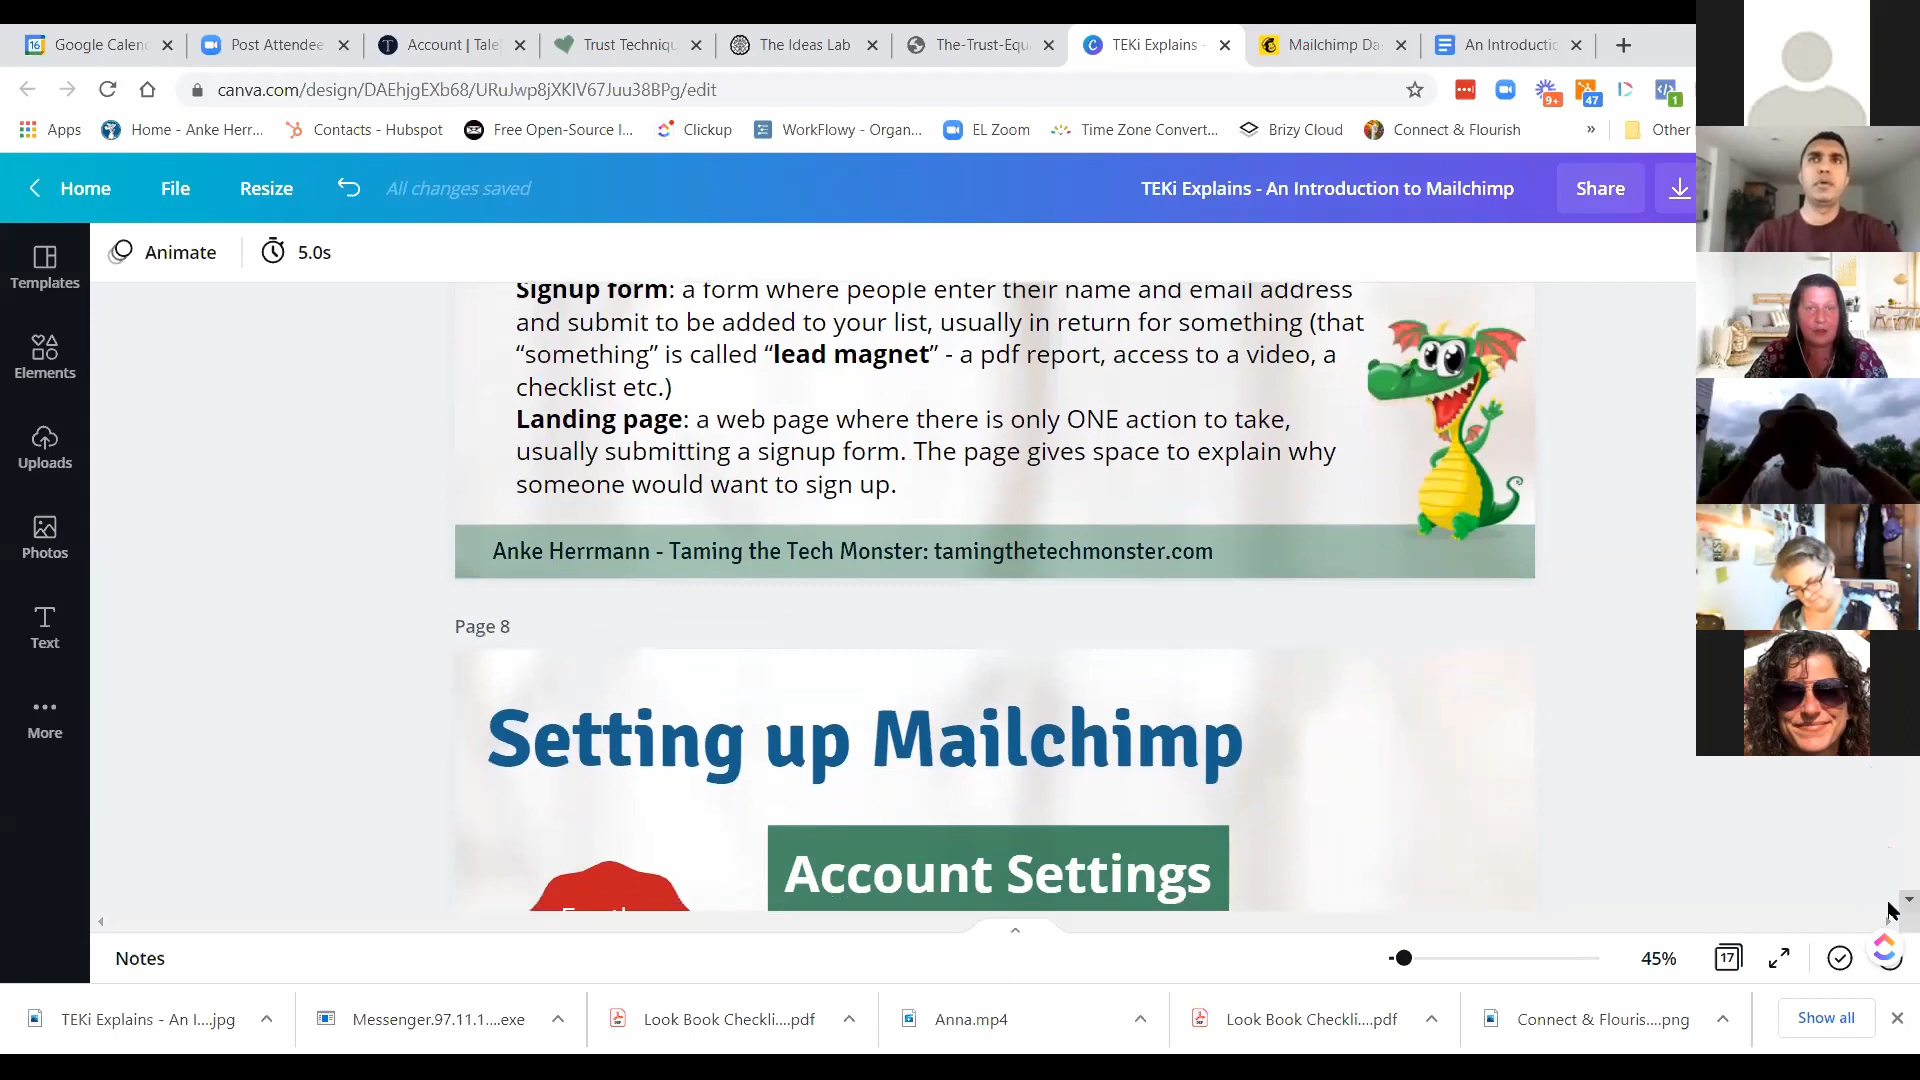 Google Calen
Post Attendee
Account | Tale
Trust Techniqu
The Ideas Lab
The-Trust-Equ
TEKi Explains -
Mailchimp Da
An Introductio
canva.com/design/DAEhjgEXb68/URuJwp8jXKlV67Juu38BPg/edit
9+
47
1
Apps
Home - Anke Herr...
Contacts - Hubspot
Free Open-Source I...
Clickup
WorkFlowy - Organ...
EL Zoom
Time Zone Convert...
Brizy Cloud
Connect & Flourish
»
Other
Home
File
Resize
All changes saved
TEKi Explains - An Introduction to Mailchimp
Share
Animate
5.0s
Templates
Elements
Uploads
Photos
Text
More
Signup form: a form where people enter their name and email address
and submit to be added to your list, usually in return for something (that
“something” is called “lead magnet” - a pdf report, access to a video, a
checklist etc.)
Landing page: a web page where there is only ONE action to take,
usually submitting a signup form. The page gives space to explain why
someone would want to sign up.
Anke Herrmann - Taming the Tech Monster: tamingthetechmonster.com
Page 8
Setting up Mailchimp
Account Settings
Notes
45%
17
TEKi Explains - An I....jpg
Messenger.97.11.1....exe
Look Book Checkli....pdf
Anna.mp4
Look Book Checkli....pdf
Connect & Flouris....png
Show all